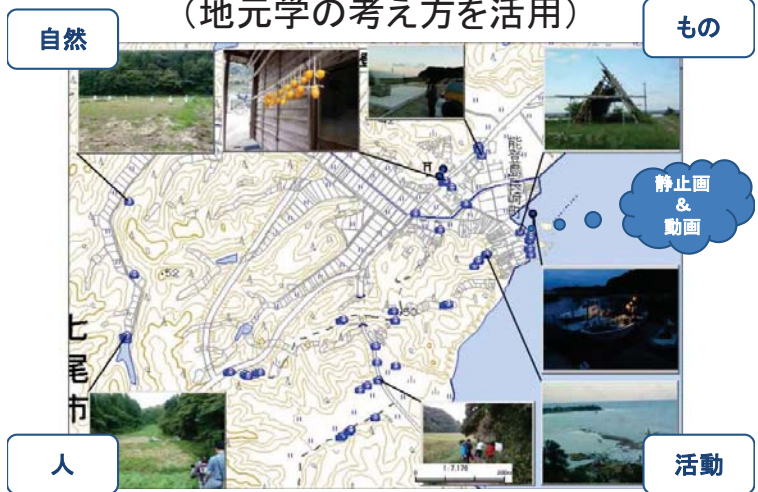 (地元学の考え方を活用)
自然
もの
静止画
&
動画
七
尾
市
52
人
1:7,176
活動